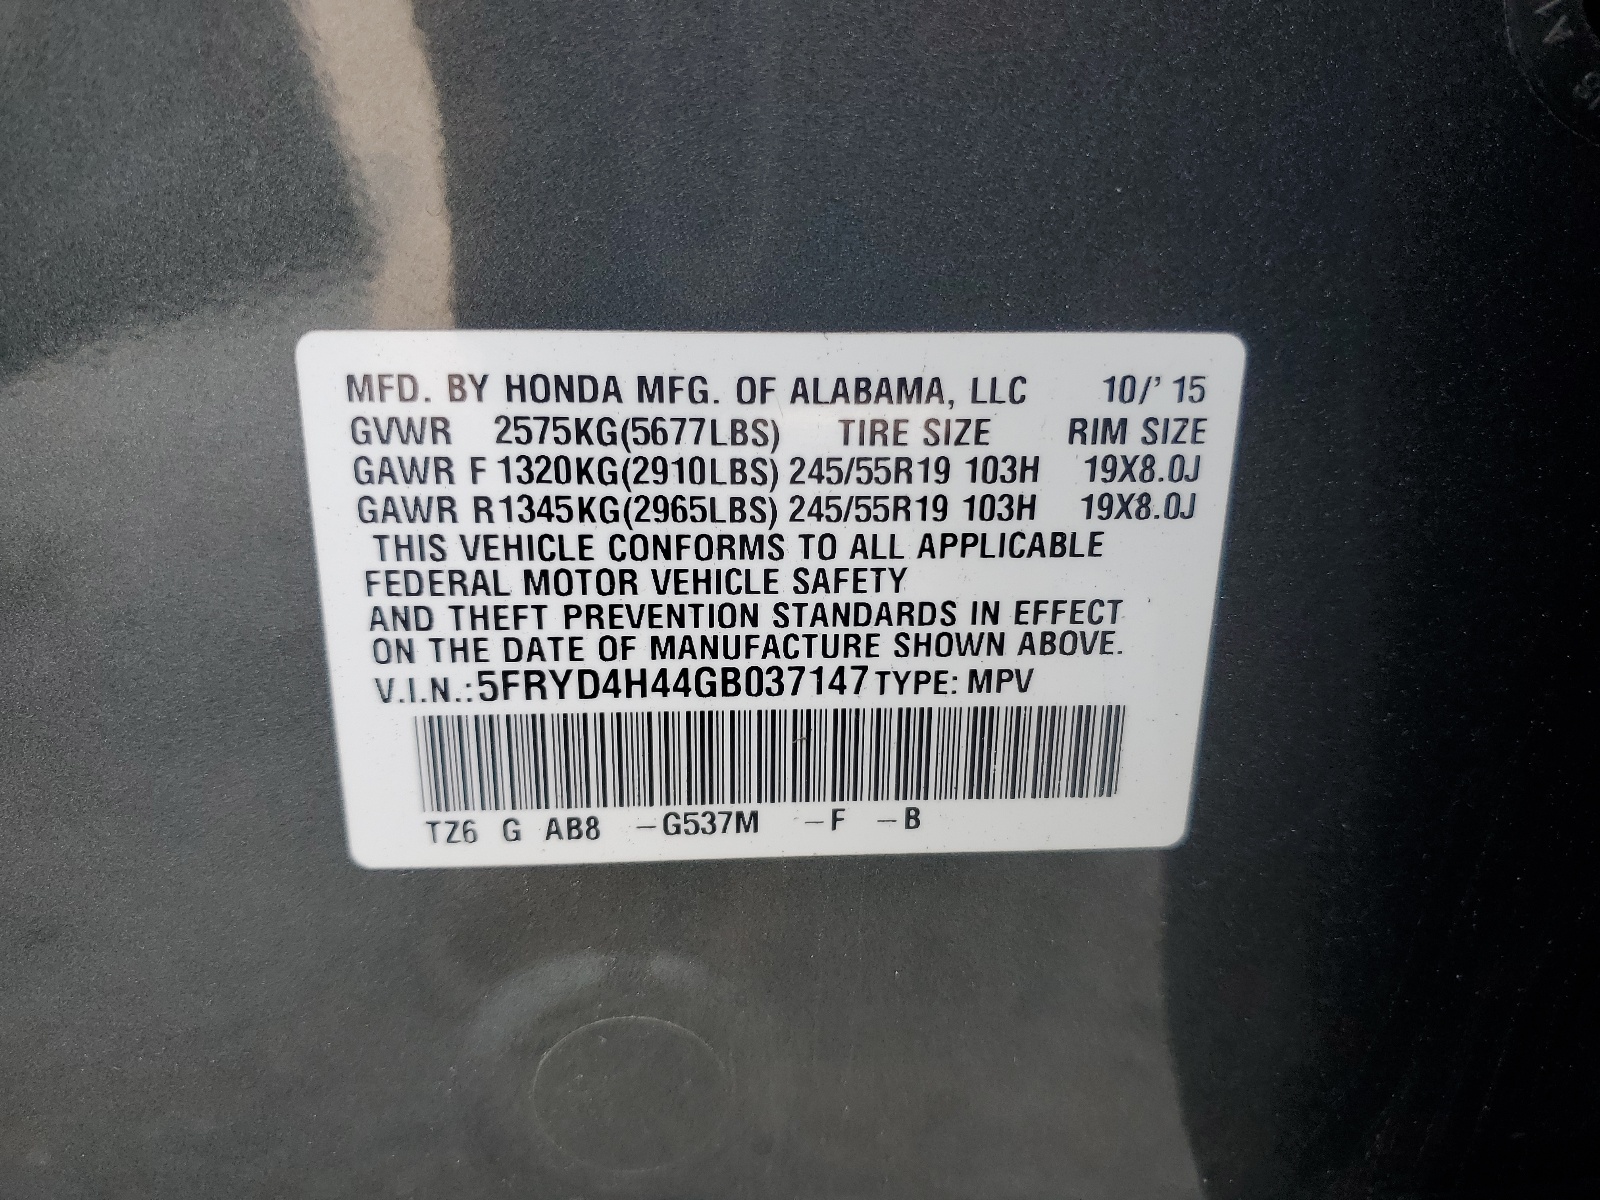 MFD. BY HONDA MFG. OF ALABAMA, LLC 10/' 15
GVWR 2575KG(5677LBS) TIRE SIZE RIM SIZE
GAWR F 1320KG(2910LBS) 245/55R19 103H 19X8.0J
GAWR R1345KG(2965LBS) 245/55R19 103H 19X8.0J
THIS VEHICLE CONFORMS TO ALL APPLICABLE
FEDERAL MOTOR VEHICLE SAFETY
AND THEFT PREVENTION STANDARDS IN EFFECT
ON THE DATE OF MANUFACTURE SHOWN ABOVE.
V.I.N.:5FRYD4H44GB037147 TYPE: MPV
TZ6 G AB8 –G537M –F –B